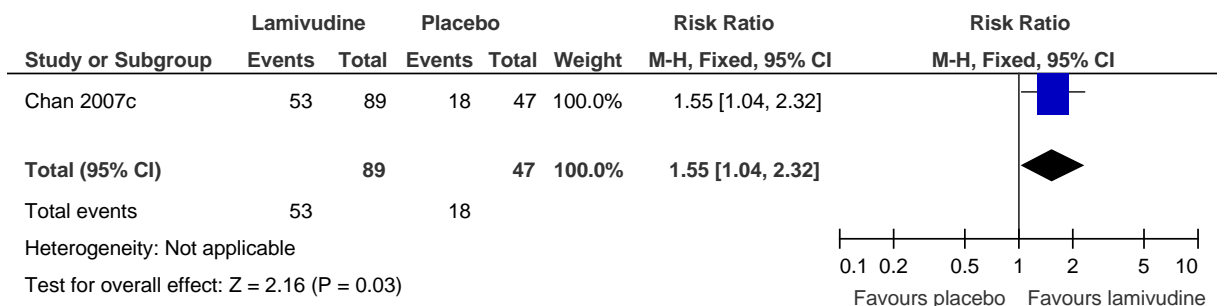 Lamivudine Placebo Risk Ratio Risk Ratio
Study or Subgroup Events Total Events Total Weight M-H, Fixed, 95% CI M-H, Fixed, 95% CI
Chan 2007c 53 89 18 47 100.0% 1.55 [1.04, 2.32]
Total (95% CI) 89 47 100.0% 1.55 [1.04, 2.32]
Total events 53 18
Heterogeneity: Not applicable
Test for overall effect: Z = 2.16 (P = 0.03)
0.1 0.2 0.5 1 2 5 10
Favours placebo Favours lamivudine